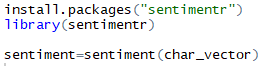 install.packages("sentimentr")
library(sentimentr)
sentiment=sentiment(char_vector)